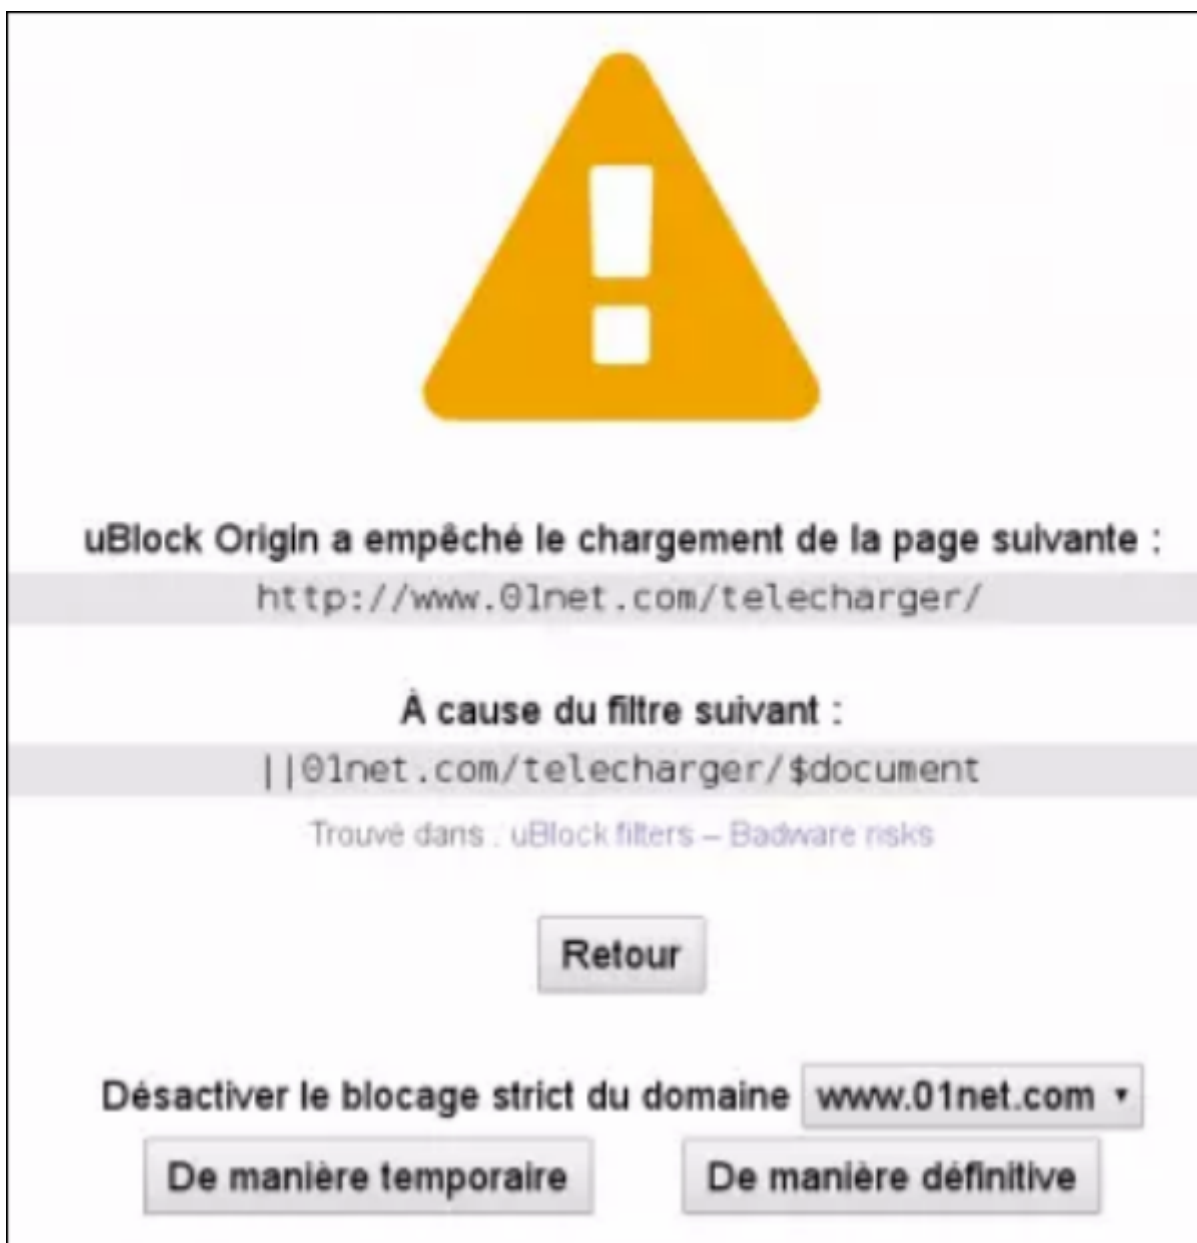 uBlock Origin a empêché le chargement de la page suivante :
http://www.01net.com/telecharger/
À cause du filtre suivant :
||01net.com/telecharger/$document
Trouvé dans : uBlock filters – Badware risks
Retour
Désactiver le blocage strict du domaine www.01net.com
De manière temporaire De manière définitive